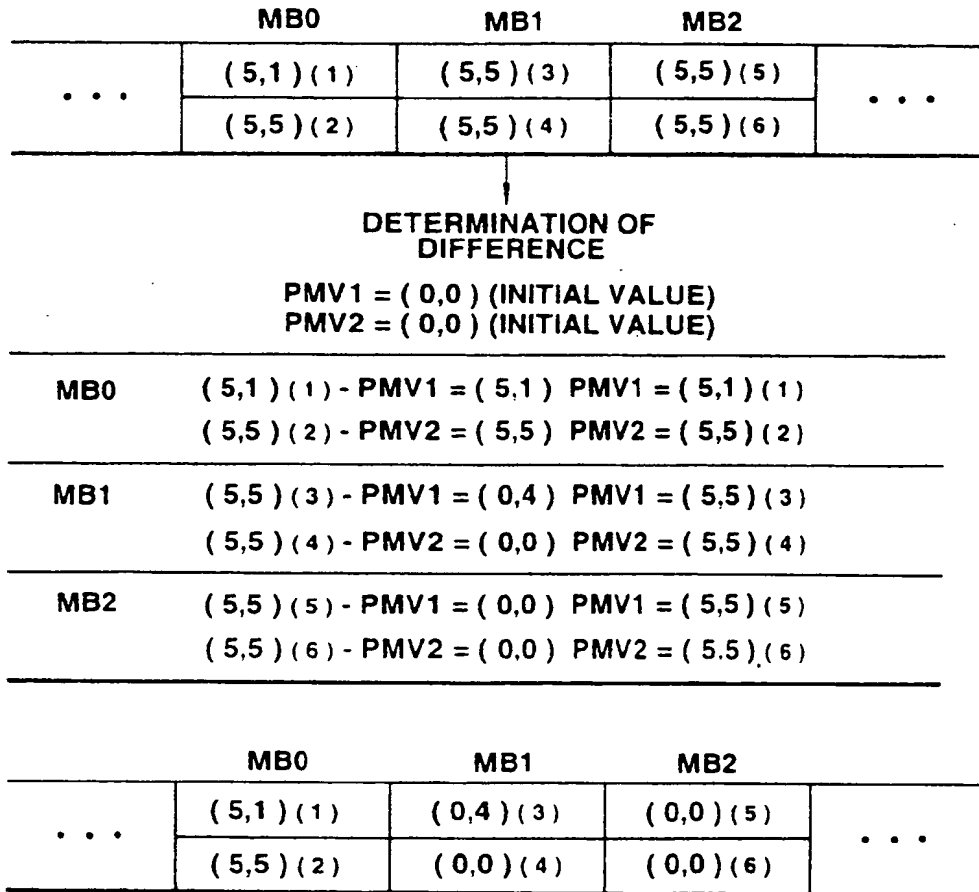 MB0 MB1 MB2
. . . (5,1)(1) (5,5)(3) (5,5)(5) . . .
(5,5)(2) (5,5)(4) (5,5)(6)
DETERMINATION OF
DIFFERENCE
PMV1 = (0,0) (INITIAL VALUE)
PMV2 = (0,0) (INITIAL VALUE)
MB0 (5,1)(1) - PMV1 = (5,1) PMV1 = (5,1)(1)
(5,5)(2) - PMV2 = (5,5) PMV2 = (5,5)(2)
MB1 (5,5)(3) - PMV1 = (0,4) PMV1 = (5,5)(3)
(5,5)(4) - PMV2 = (0,0) PMV2 = (5,5)(4)
MB2 (5,5)(5) - PMV1 = (0,0) PMV1 = (5,5)(5)
(5,5)(6) - PMV2 = (0,0) PMV2 = (5.5)(6)
MB0 MB1 MB2
. . . (5,1)(1) (0,4)(3) (0,0)(5) . . .
(5,5)(2) (0,0)(4) (0,0)(6)